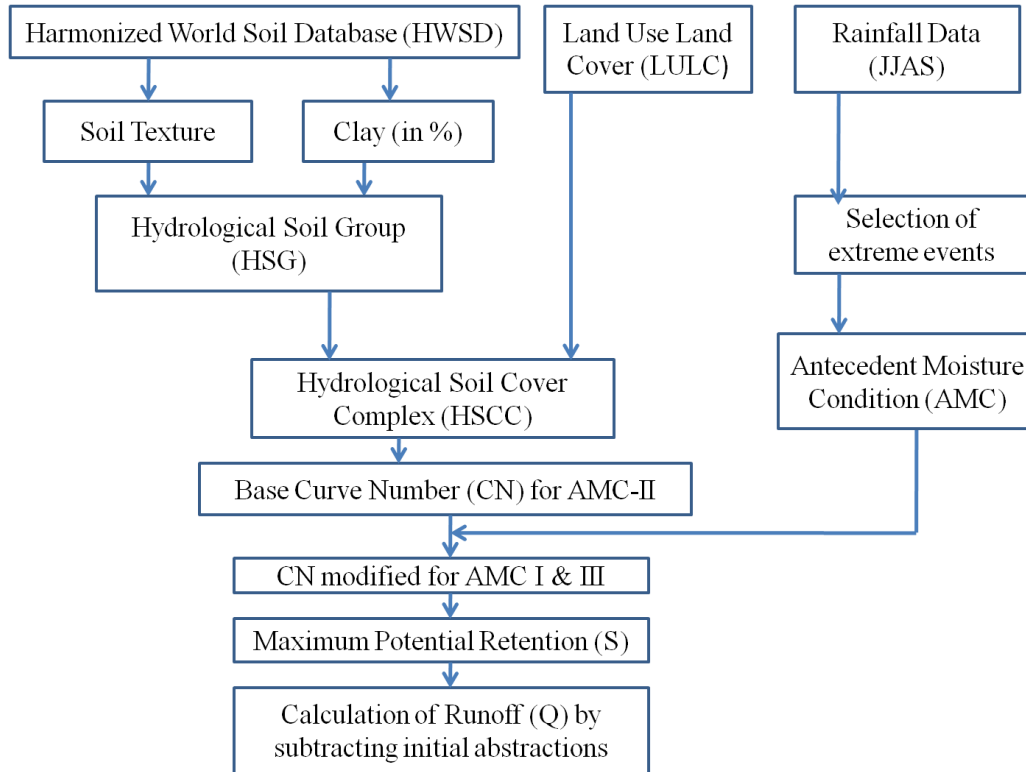 Harmonized World Soil Database (HWSD)
Land Use Land
Cover (LULC)
Rainfall Data
(JJAS)
Soil Texture
Clay (in %)
Hydrological Soil Group
(HSG)
Selection of
extreme events
Hydrological Soil Cover
Complex (HSCC)
Antecedent Moisture
Condition (AMC)
Base Curve Number (CN) for AMC-II
CN modified for AMC I & III
Maximum Potential Retention (S)
Calculation of Runoff (Q) by
subtracting initial abstractions